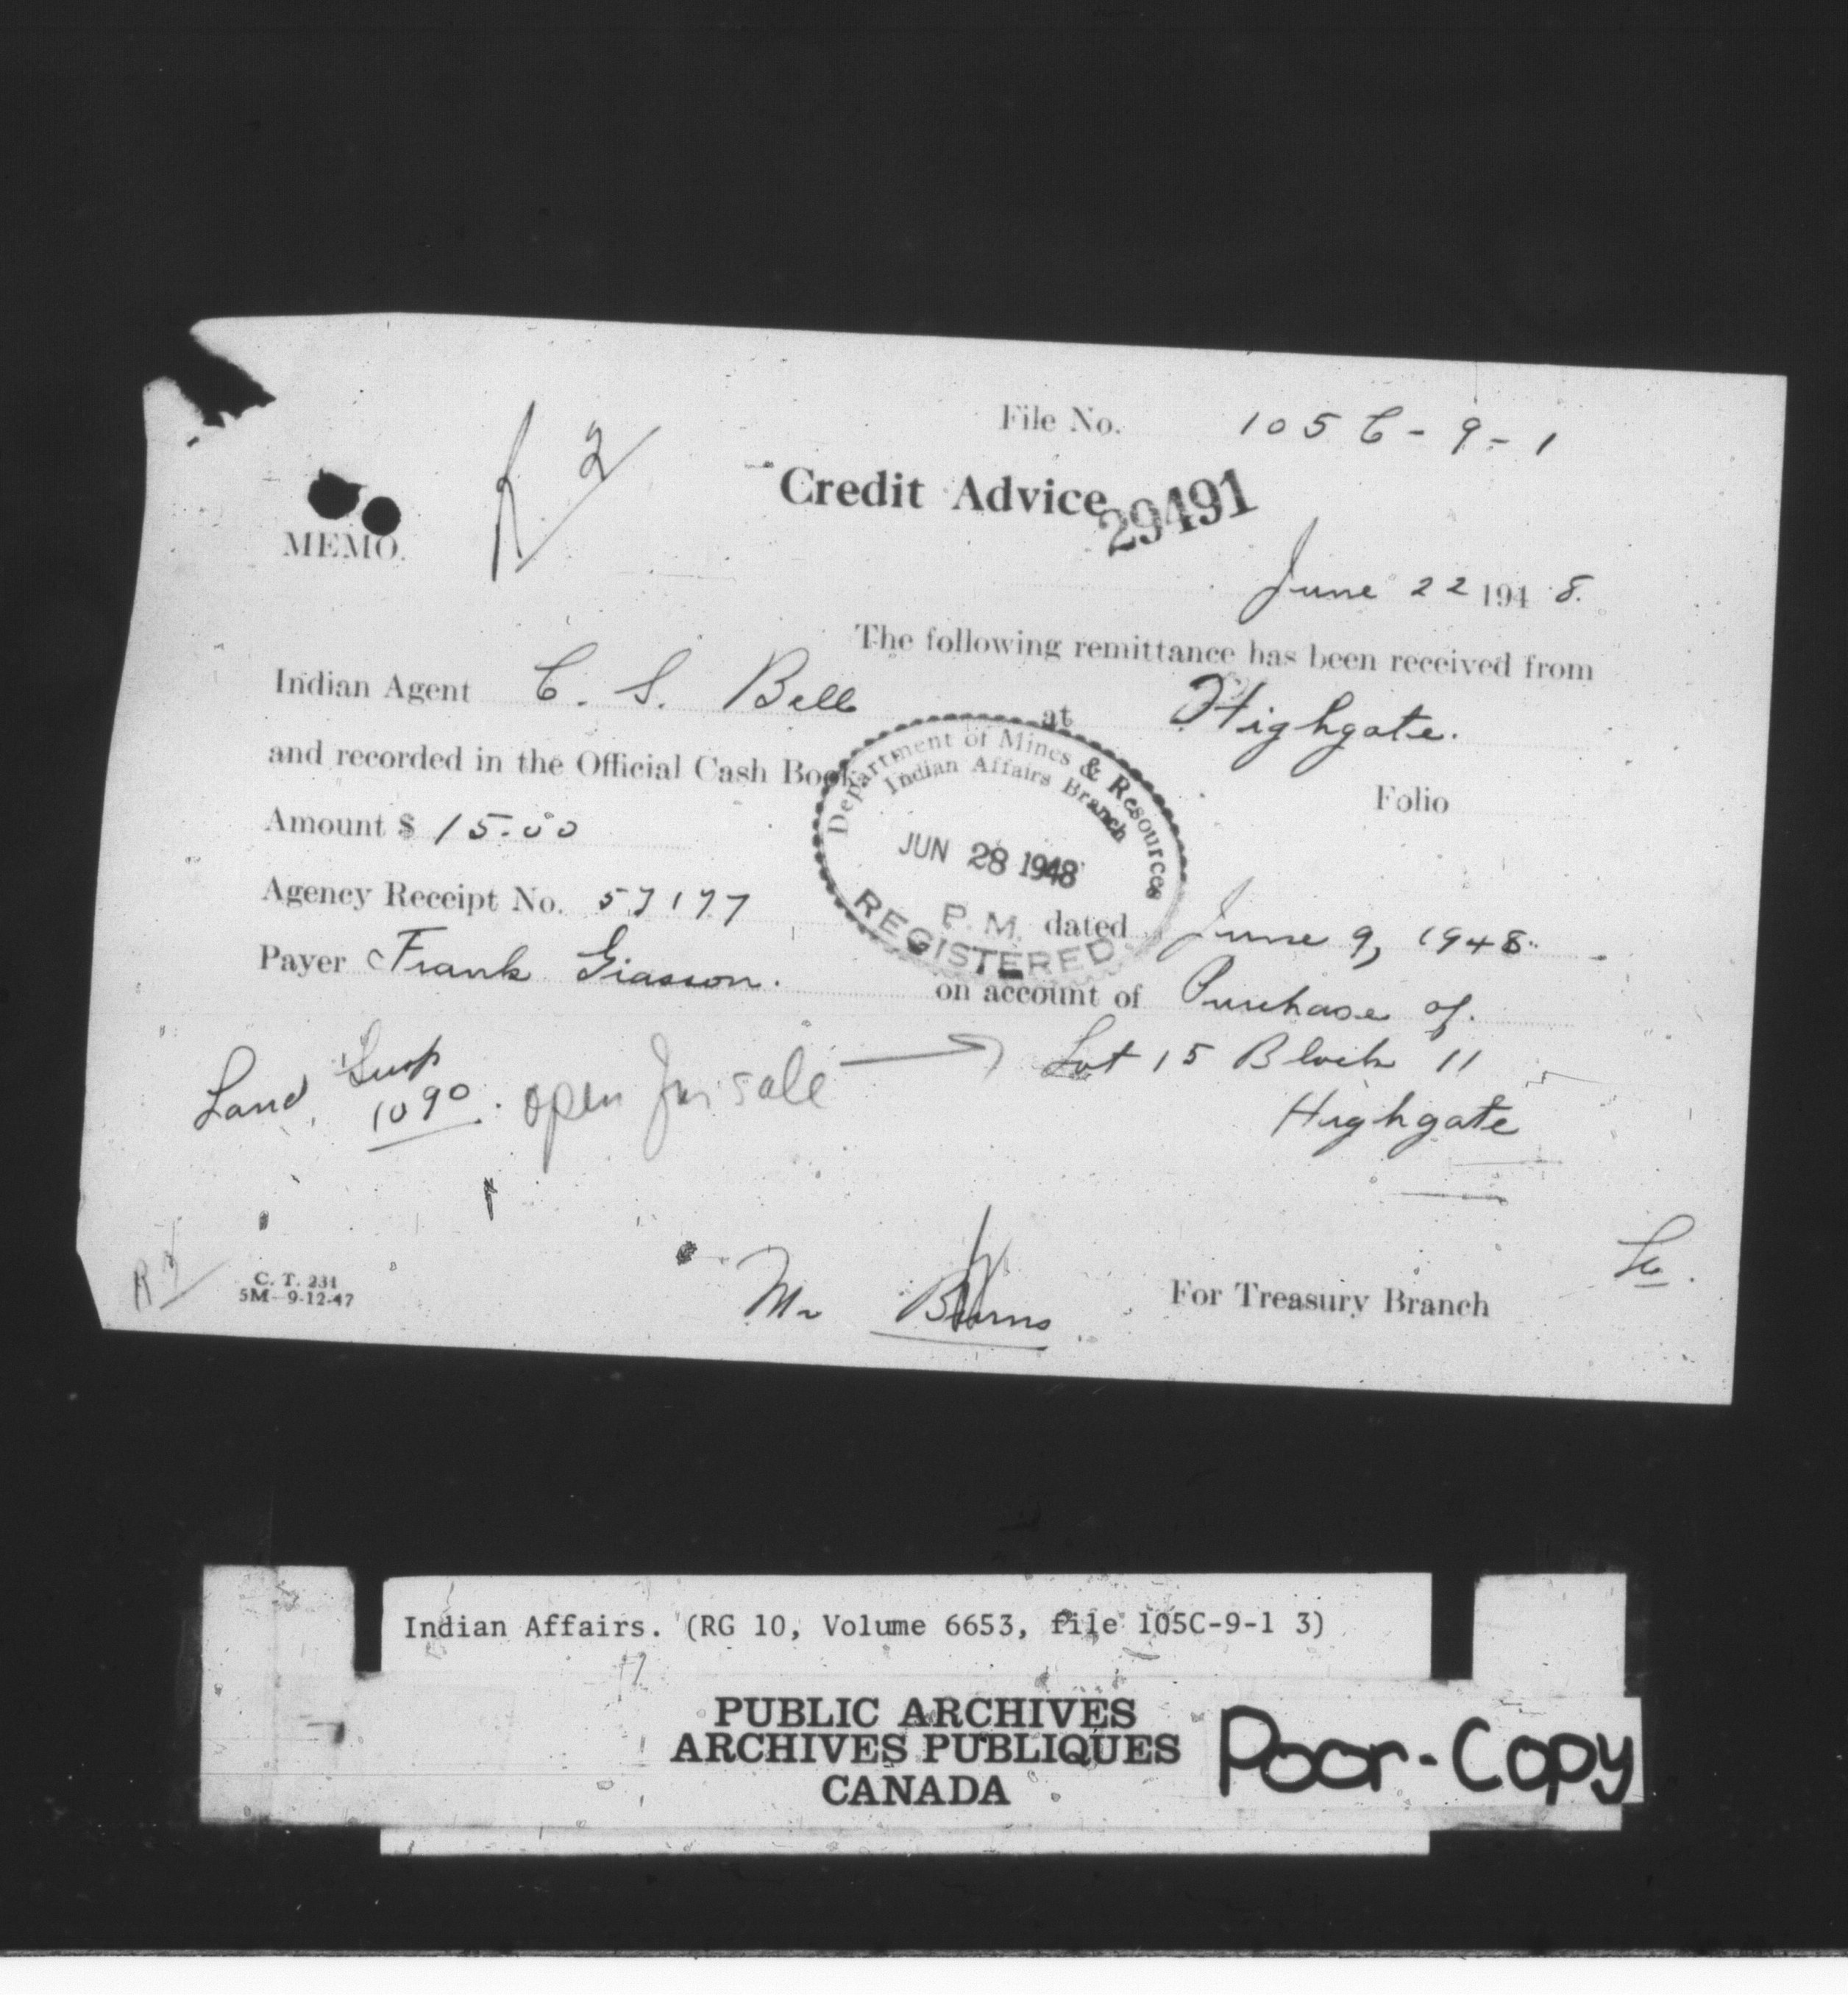 File No. 105 C-9-1
R 2
Credit Advice
29491
MEMO.
June 22 1948.
The following remittance has been received from
Indian Agent C. S. Bell at Highgate.
and recorded in the Official Cash Book Folio
Department of Mines & Resources
Indian Affairs Branch
JUN 28 1948
P.M.
REGISTERED
Amount $ 15.00
Agency Receipt No. 57177 dated June 9, 1948.
Payer Frank Giasson. on account of Purchase of.
Land Susp 1090. open for sale Lot 15 Block 11
Highgate
C. T. 231
5M-9-12-47
Mr Burns
For Treasury Branch
Indian Affairs. (RG 10, Volume 6653, file 105C-9-1 3)
PUBLIC ARCHIVES
ARCHIVES PUBLIQUES
CANADA
Poor-Copy